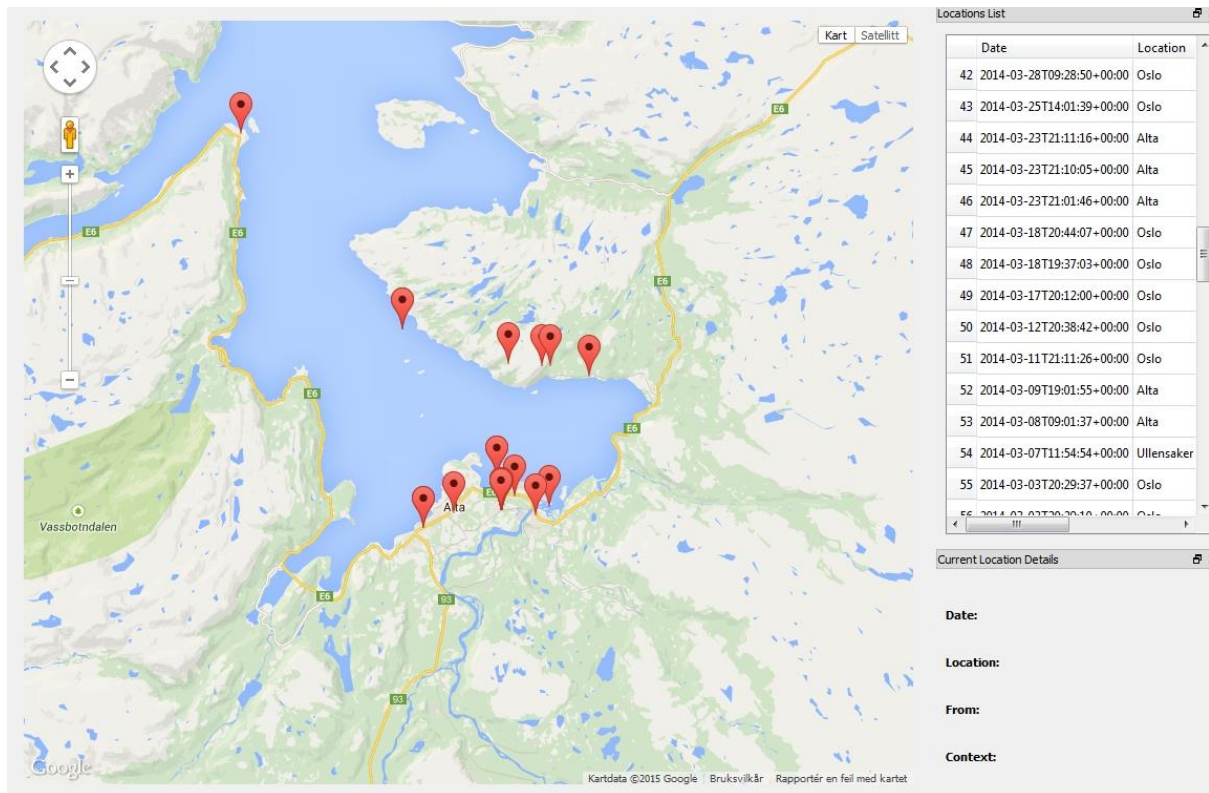 Kart Satellitt
E6
E6
E6
E6
E6
E6
Alta
Vassbotndalen
E6
93
93
Google
Kartdata ©2015 Google Bruksvilkår Rapportér en feil med kartet
Locations List
Date Location
42 2014-03-28T09:28:50+00:00 Oslo
43 2014-03-25T14:01:39+00:00 Oslo
44 2014-03-23T21:11:16+00:00 Alta
45 2014-03-23T21:10:05+00:00 Alta
46 2014-03-23T21:01:46+00:00 Alta
47 2014-03-18T20:44:07+00:00 Oslo
48 2014-03-18T19:37:03+00:00 Oslo
49 2014-03-17T20:12:00+00:00 Oslo
50 2014-03-12T20:38:42+00:00 Oslo
51 2014-03-11T21:11:26+00:00 Oslo
52 2014-03-09T19:01:55+00:00 Alta
53 2014-03-08T09:01:37+00:00 Alta
54 2014-03-07T11:54:54+00:00 Ullensaker
55 2014-03-03T20:29:37+00:00 Oslo
Current Location Details
Date:
Location:
From:
Context: